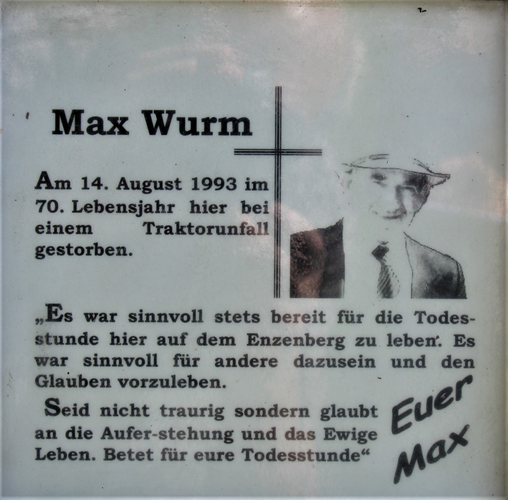 Max Wurm
Am 14. August 1993 im
70. Lebensjahr hier bei
einem Traktorunfall
gestorben.
„Es war sinnvoll stets bereit für die Todes-
stunde hier auf dem Enzenberg zu leben. Es
war sinnvoll für andere dazusein und den
Glauben vorzuleben.
Seid nicht traurig sondern glaubt
an die Aufer-stehung und das Ewige
Leben. Betet für eure Todesstunde“
Euer
Max